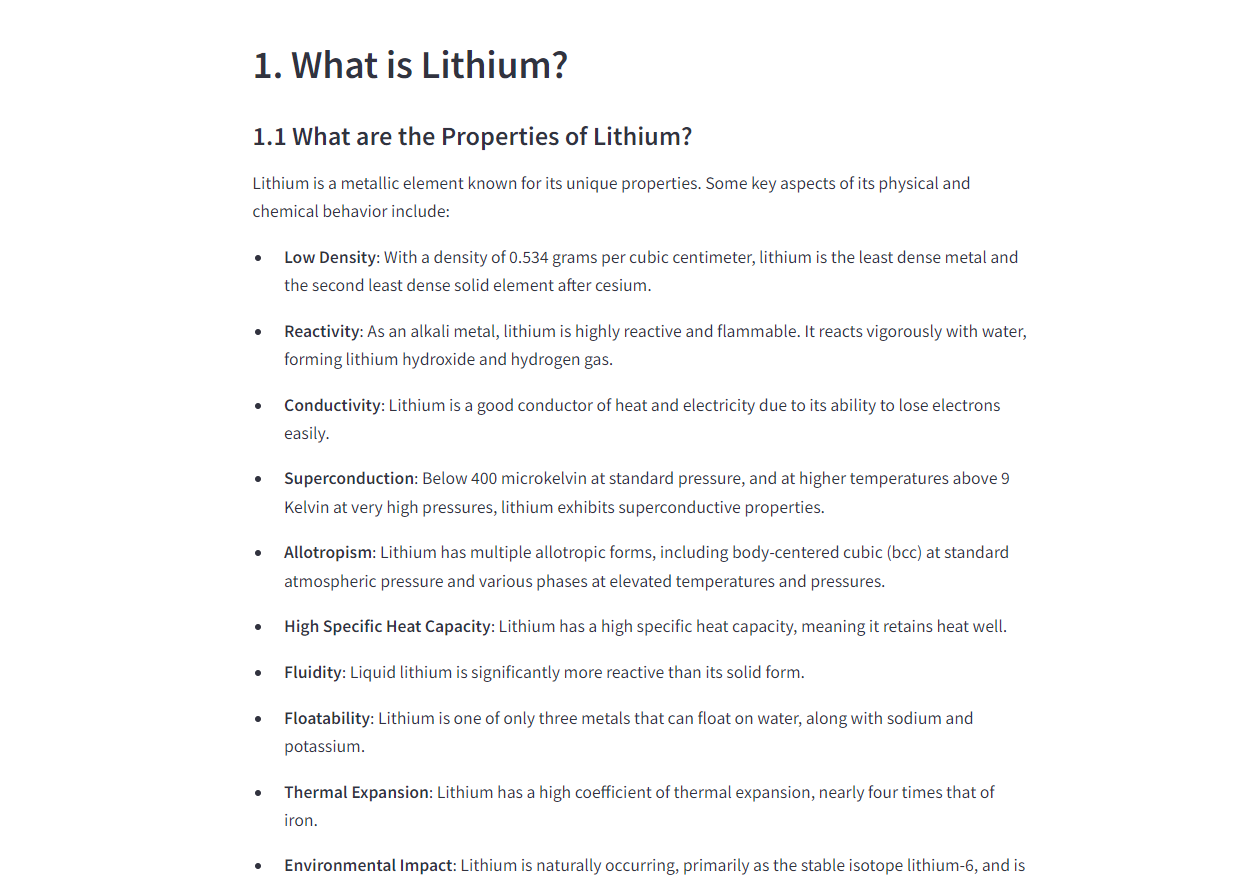 1. What is Lithium?
1.1 What are the Properties of Lithium?
Lithium is a metallic element known for its unique properties. Some key aspects of its physical and
chemical behavior include:
• Low Density: With a density of 0.534 grams per cubic centimeter, lithium is the least dense metal and
the second least dense solid element after cesium.
• Reactivity: As an alkali metal, lithium is highly reactive and flammable. It reacts vigorously with water,
forming lithium hydroxide and hydrogen gas.
• Conductivity: Lithium is a good conductor of heat and electricity due to its ability to lose electrons
easily.
• Superconduction: Below 400 microkelvin at standard pressure, and at higher temperatures above 9
Kelvin at very high pressures, lithium exhibits superconductive properties.
• Allotropism: Lithium has multiple allotropic forms, including body-centered cubic (bcc) at standard
atmospheric pressure and various phases at elevated temperatures and pressures.
• High Specific Heat Capacity: Lithium has a high specific heat capacity, meaning it retains heat well.
• Fluidity: Liquid lithium is significantly more reactive than its solid form.
• Floatability: Lithium is one of only three metals that can float on water, along with sodium and
potassium.
• Thermal Expansion: Lithium has a high coefficient of thermal expansion, nearly four times that of
iron.
• Environmental Impact: Lithium is naturally occurring, primarily as the stable isotope lithium-6, and is